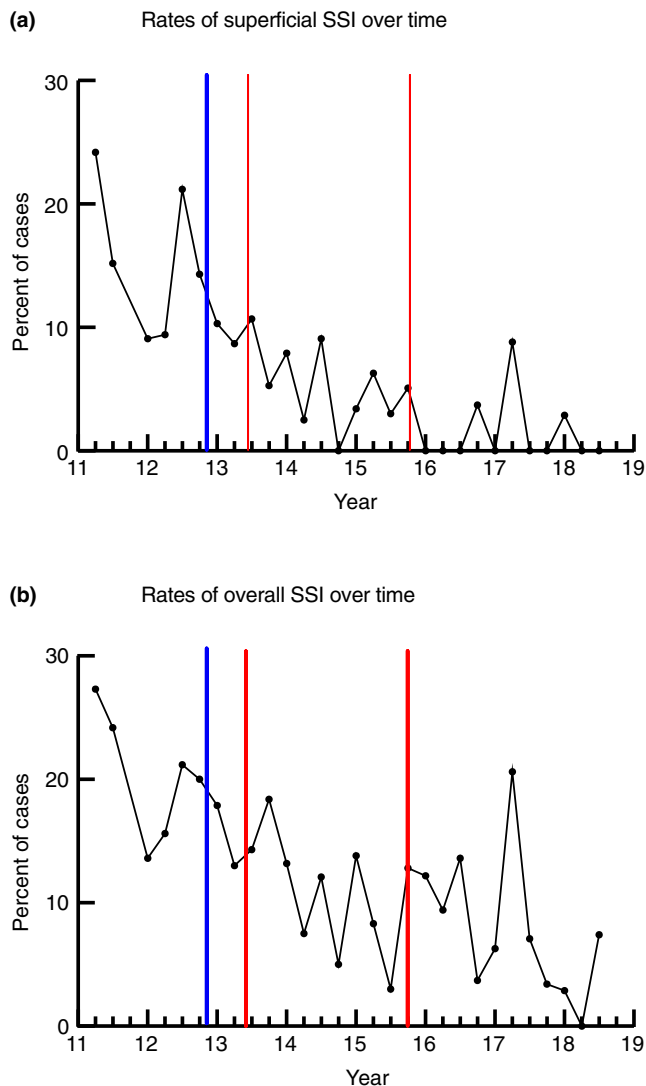 (a) Rates of superficial SSI over time
30
20
10
0
Percent of cases
11 12 13 14 15 16 17 18 19
Year
(b) Rates of overall SSI over time
30
20
10
0
Percent of cases
11 12 13 14 15 16 17 18 19
Year